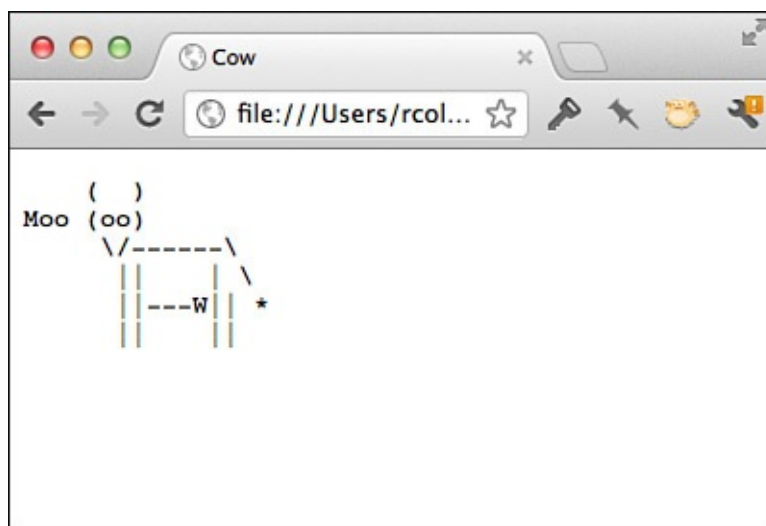 Cow
file:///Users/rcol...
    (  )
Moo (oo)
     \/------\
      ||    | \
      ||---W|| *
      ||    ||